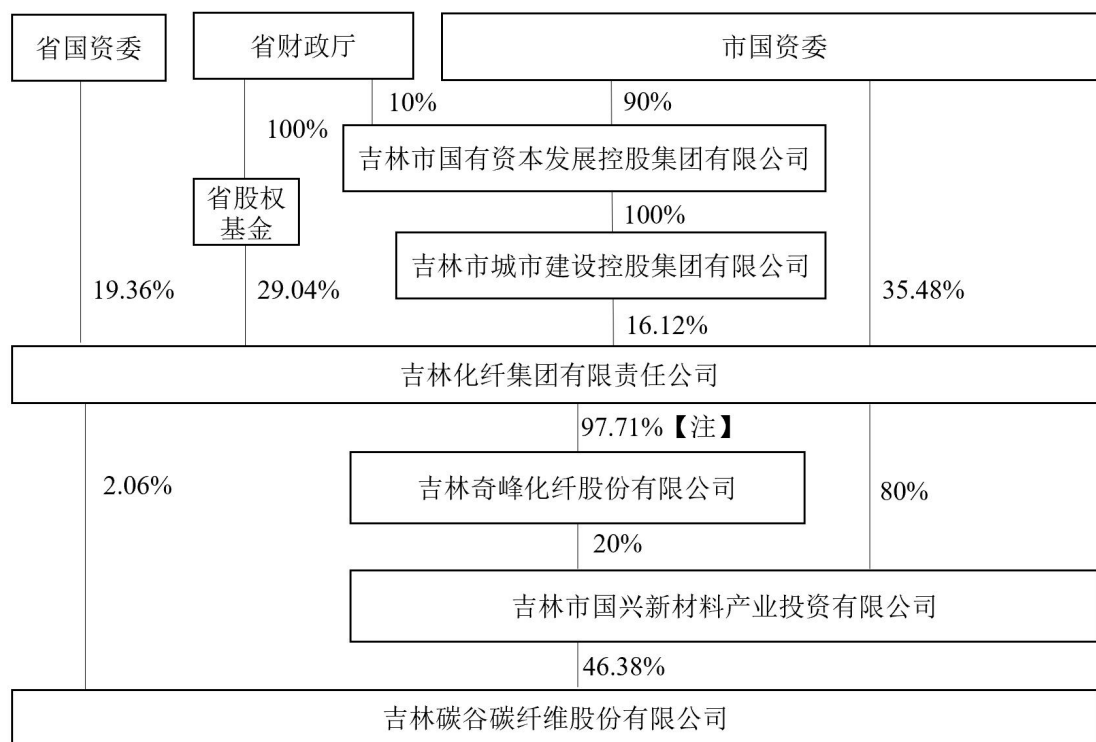 省国资委
省财政厅
市国资委
10%
90%
100%
吉林市国有资本发展控股集团有限公司
省股权
基金
100%
吉林市城市建设控股集团有限公司
19.36%
29.04%
35.48%
16.12%
吉林化纤集团有限责任公司
97.71%【注】
2.06%
吉林奇峰化纤股份有限公司
80%
20%
吉林市国兴新材料产业投资有限公司
46.38%
吉林碳谷碳纤维股份有限公司